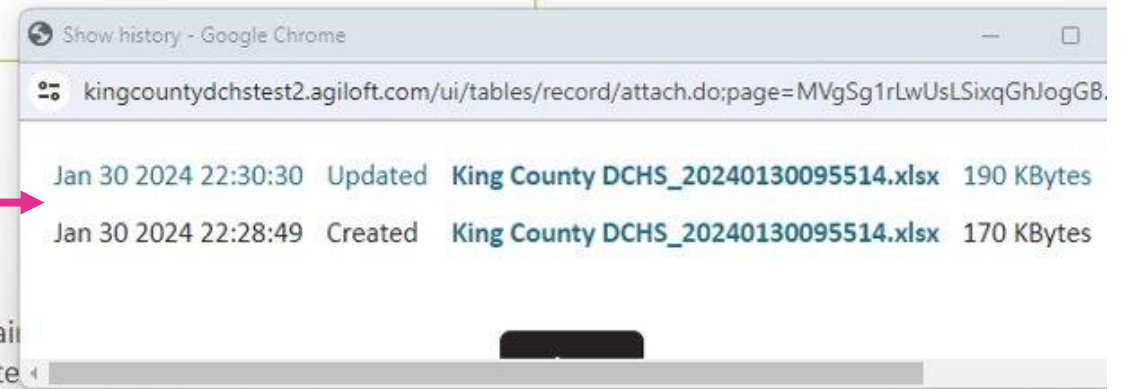 Show history - Google Chrome
kingcountydchstest2.agiloft.com/ui/tables/record/attach.do;page=MVgSg1rLwUsLSixqGhJogGB.
Jan 30 2024 22:30:30 Updated King County DCHS_20240130095514.xlsx 190 KBytes
Jan 30 2024 22:28:49 Created King County DCHS_20240130095514.xlsx 170 KBytes